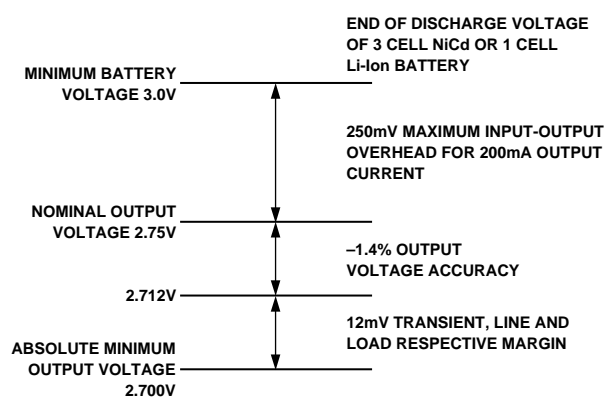 END OF DISCHARGE VOLTAGE
OF 3 CELL NiCd OR 1 CELL
Li-Ion BATTERY
MINIMUM BATTERY
VOLTAGE 3.0V
250mV MAXIMUM INPUT-OUTPUT
OVERHEAD FOR 200mA OUTPUT
CURRENT
NOMINAL OUTPUT
VOLTAGE 2.75V
–1.4% OUTPUT
VOLTAGE ACCURACY
2.712V
12mV TRANSIENT, LINE AND
LOAD RESPECTIVE MARGIN
ABSOLUTE MINIMUM
OUTPUT VOLTAGE
2.700V